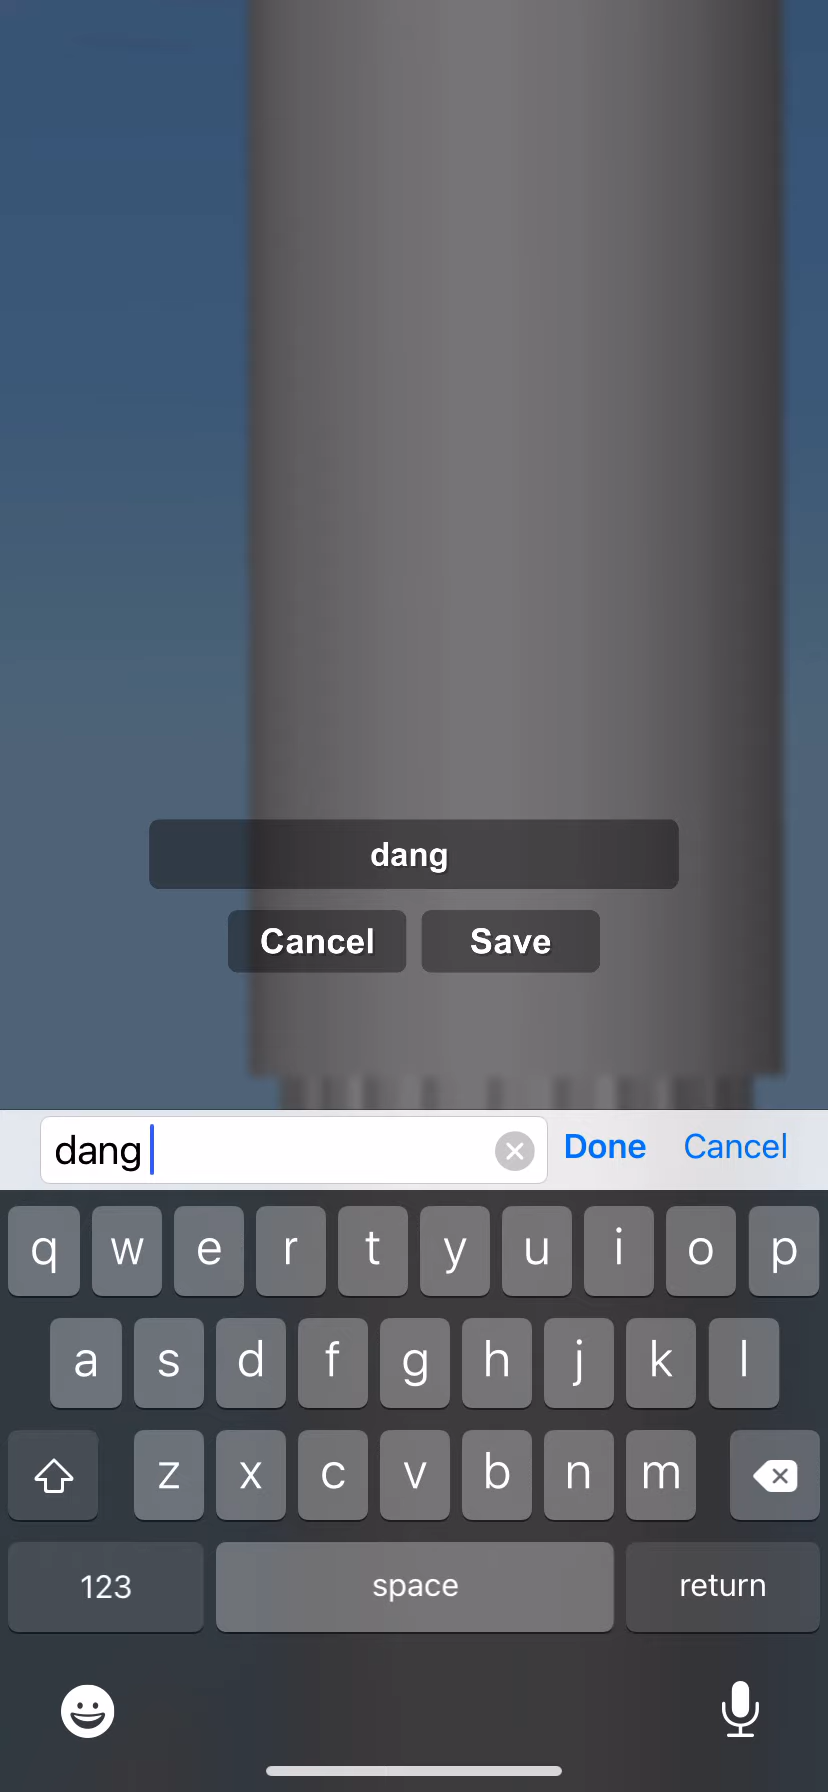 dang
Cancel Save
dang Done Cancel
q w e r t y u i o p
a s d f g h j k l
z x c v b n m
123 space return